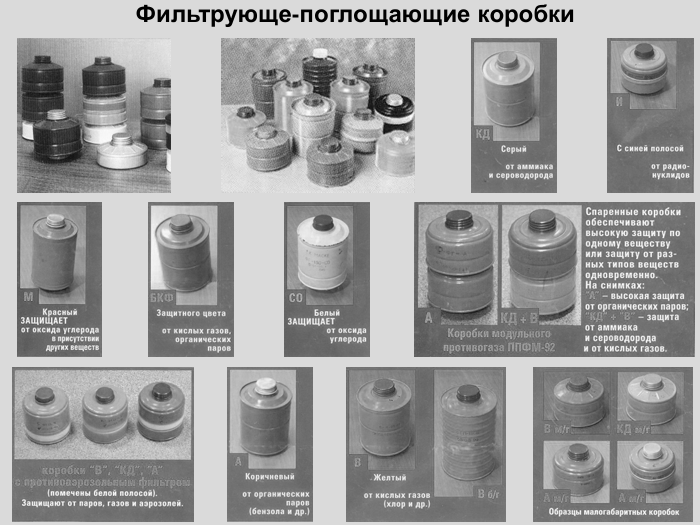 Фильтрующе-поглощающие коробки
КД
Серый
от аммиака
и сероводорода
И
С синей полосой
от радио-
нуклидов
М
Красный
ЗАЩИЩАЕТ
от оксида углерода
в присутствии
других веществ
БКФ
Защитного цвета
от кислых газов,
органических
паров
СО
Белый
ЗАЩИЩАЕТ
от оксида
углерода
А
КД + В
Коробки модульного
противогаза ППФМ-92
Спаренные коробки
обеспечивают
высокую защиту по
одному веществу
или защиту от раз-
ных типов веществ
одновременно.
На снимках:
"А" – высокая защита
от органических паров;
"КД" + "В" – защита
от аммиака
и сероводорода
и от кислых газов.
коробки "В", "КД", "А"
с противоаэрозольным фильтром
(помечены белой полосой).
Защищают от паров, газов и аэрозолей.
А
Коричневый
от органических
паров
(бензола и др.)
В
Желтый
от кислых газов
(хлор и др.)
В б/г
В м/г
КД м/г
А м/г
А м/г
Образцы малогабаритных коробок